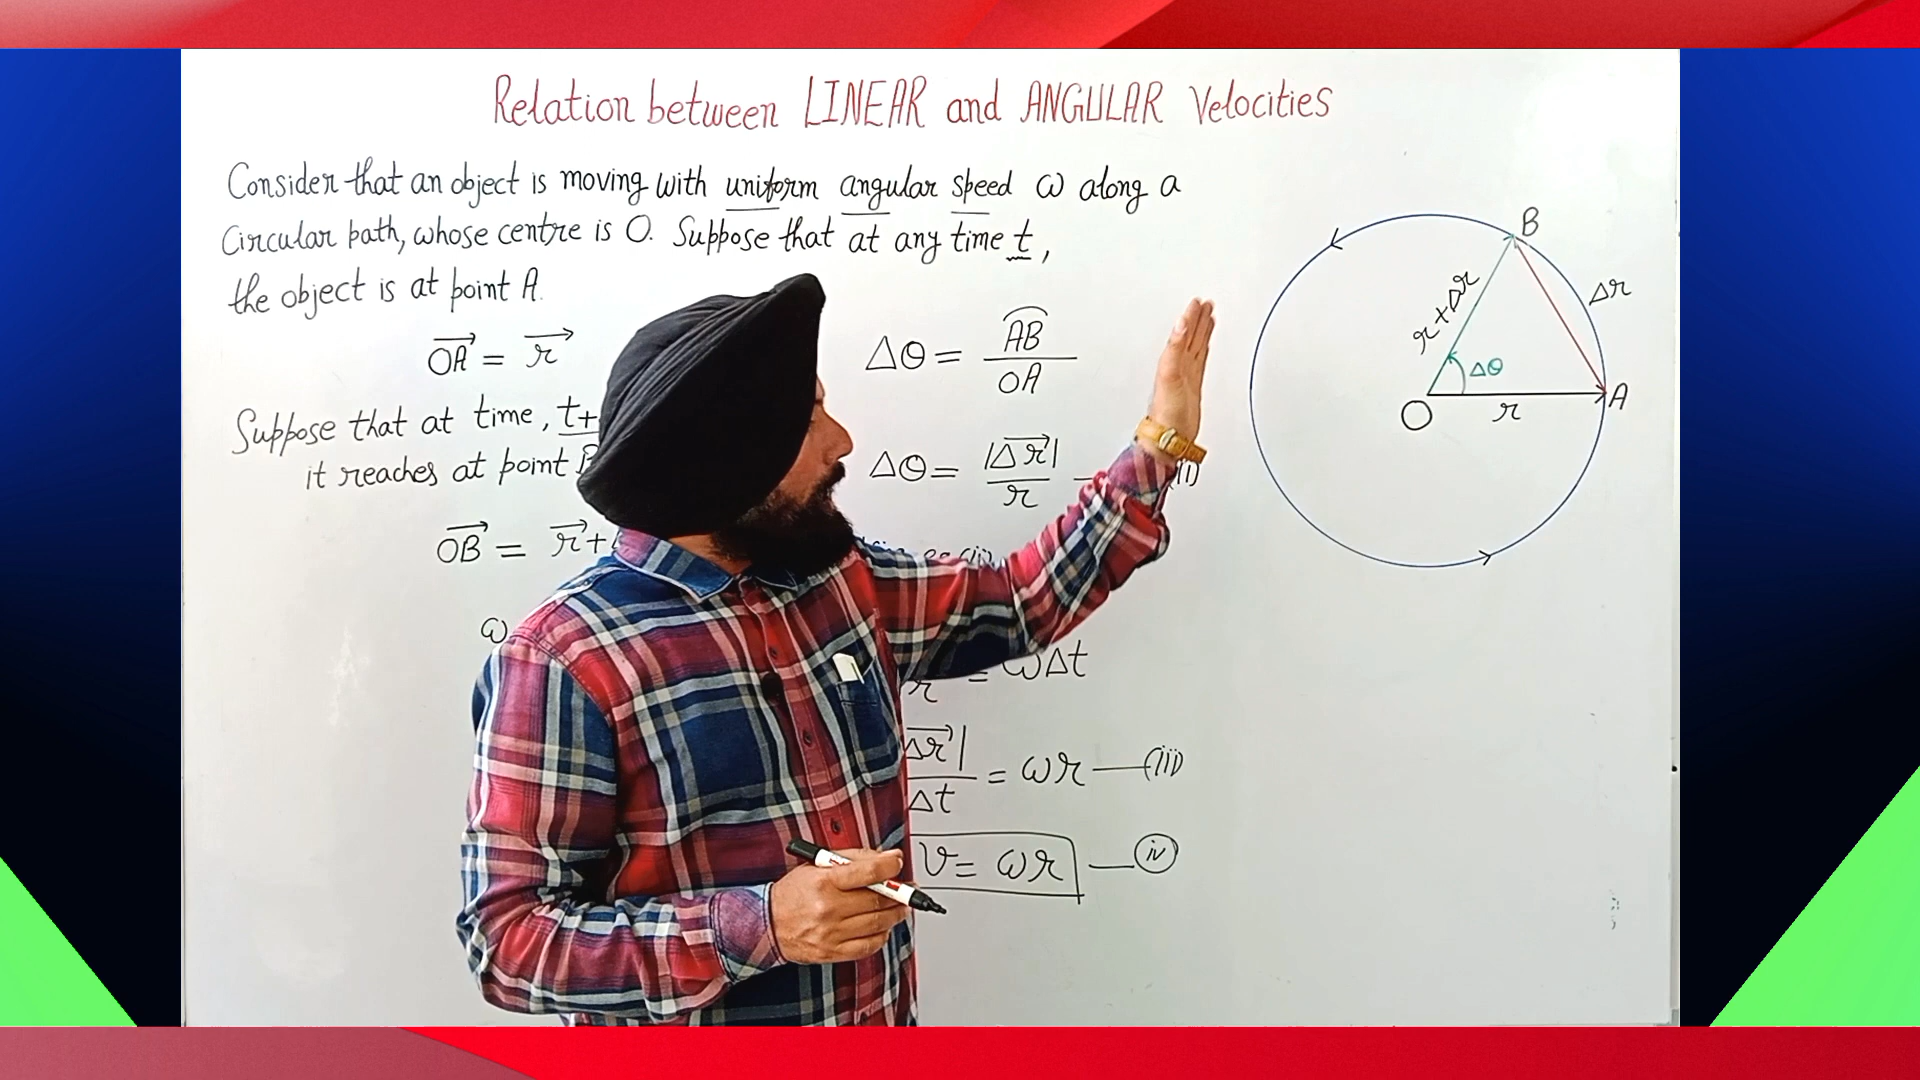 Relation between LINEAR and ANGULAR Velocities
Consider that an object is moving with uniform angular speed ω along a
Circular path, whose centre is O. Suppose that at any time t,
the object is at point A.
OA⃗ = r⃗
Suppose that at time, t+
it reaches at point B
OB⃗ = r⃗ +
ω
Δθ = AB / OA
Δθ = |Δr⃗| / r — (i)
eq (ii)
r = ωΔt
Δr⃗| / Δt = ωr — (iii)
v = ωr — (iv)
B
Δr
r+Δr
Δθ
O
r
A